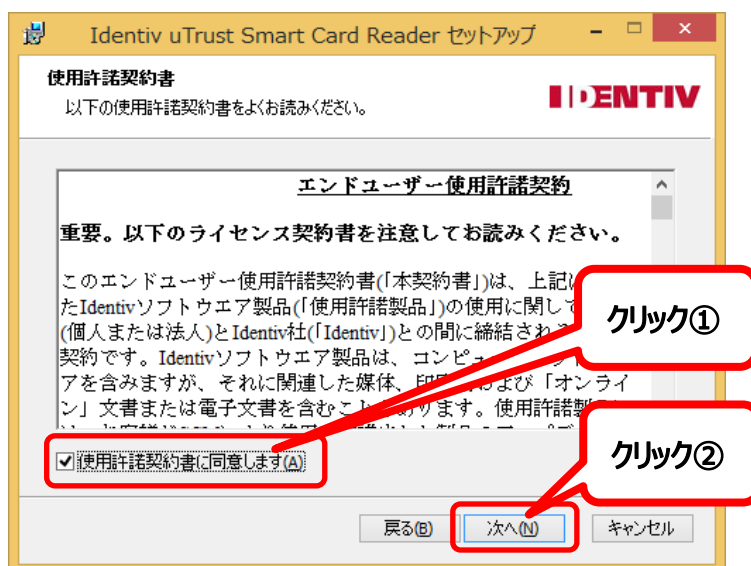 Identiv uTrust Smart Card Reader セットアップ
使用許諾契約書
以下の使用許諾契約書をよくお読みください。
IDENTIV
エンドユーザー使用許諾契約
重要。以下のライセンス契約書を注意してお読みください。
このエンドユーザー使用許諾契約書(｢本契約書｣)は、上記に
たIdentivソフトウエア製品(｢使用許諾製品｣)の使用に関して
(個人または法人)とIdentiv社(｢Identiv｣)との間に締結される
契約です。Identivソフトウエア製品は、コンピュ
アを含みますが、それに関連した媒体、印刷 および「オンライ
ン」文書または電子文書を含むこと あります。使用許諾製
クリック①
使用許諾契約書に同意します(A)
クリック②
戻る(B)
次へ(N)
キャンセル